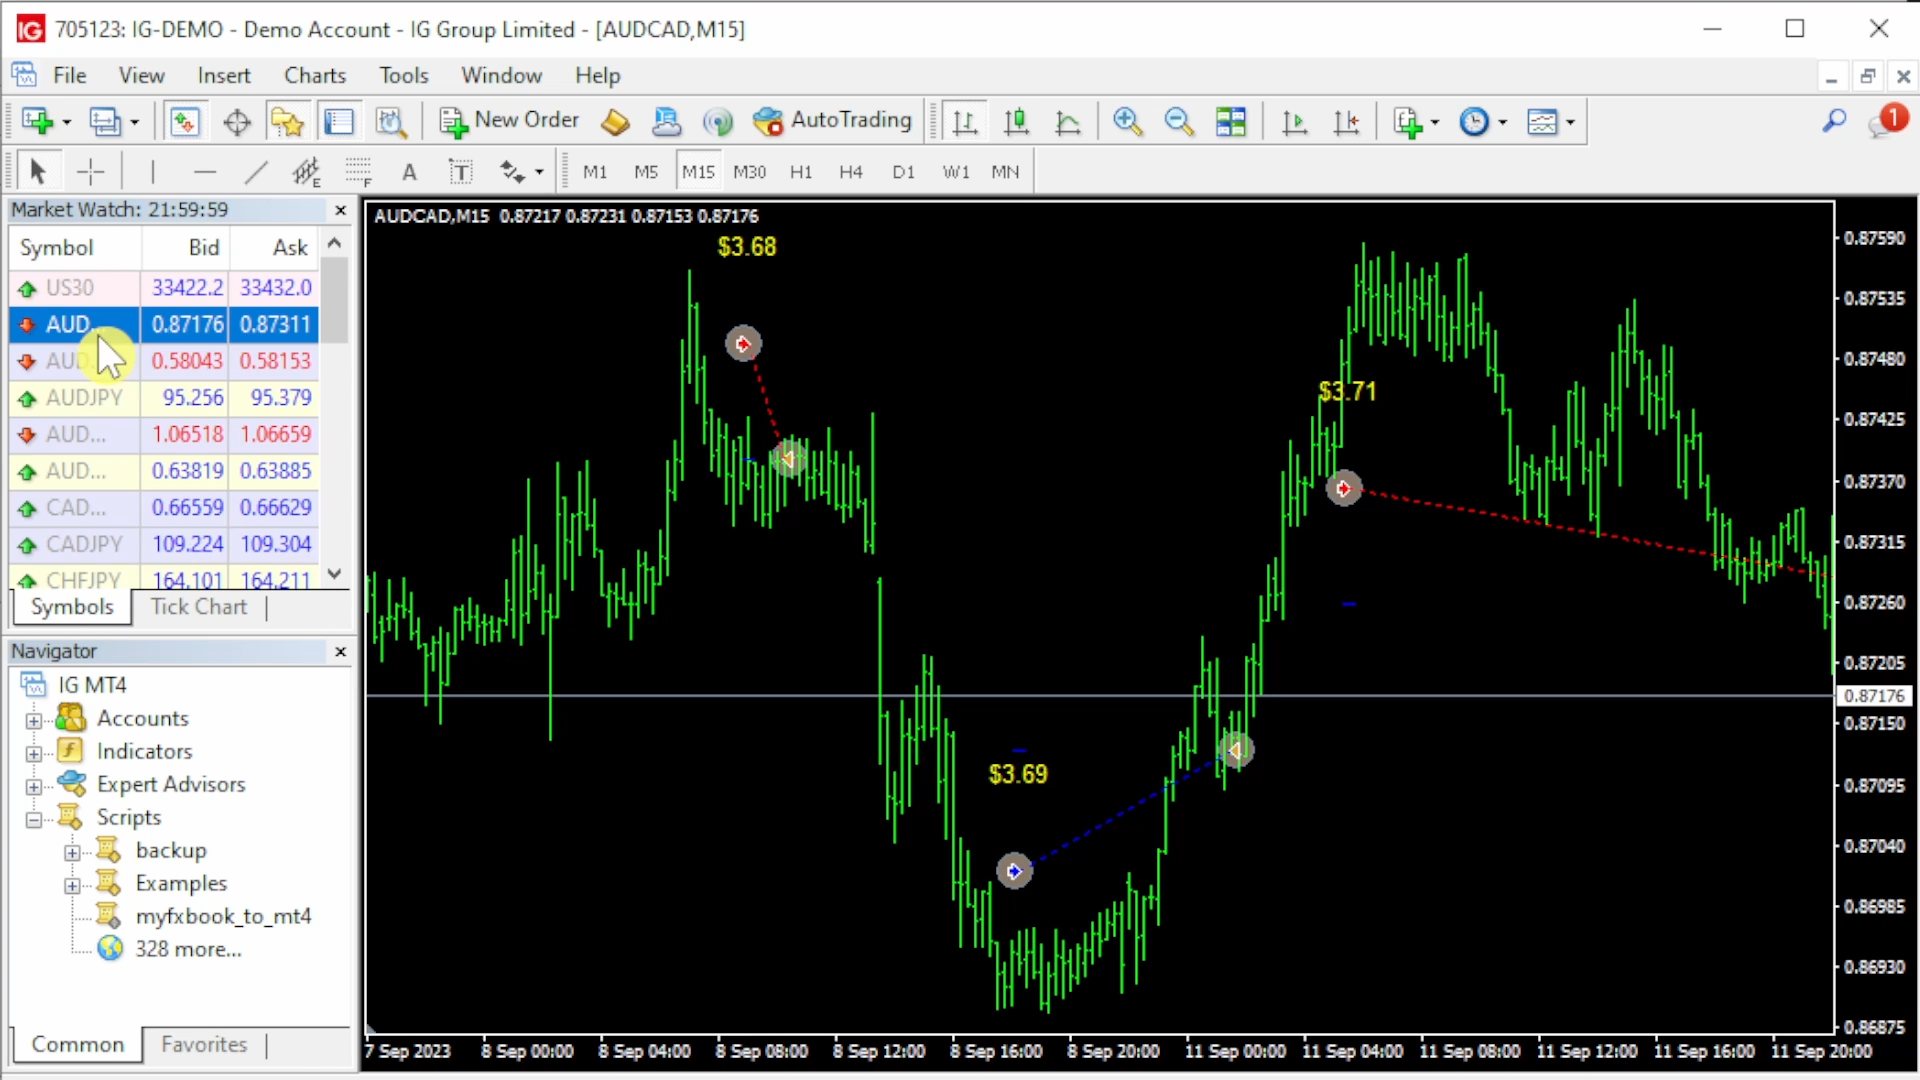 IG 705123: IG-DEMO - Demo Account - IG Group Limited - [AUDCAD,M15]
File View Insert Charts Tools Window Help
New Order AutoTrading 1
E F A T M1 M5 M15 M30 H1 H4 D1 W1 MN
Market Watch: 21:59:59
Symbol Bid Ask
US30 33422.2 33432.0
AUD... 0.87176 0.87311
AUD... 0.58043 0.58153
AUDJPY 95.256 95.379
AUD... 1.06518 1.06659
AUD... 0.63819 0.63885
CAD... 0.66559 0.66629
CADJPY 109.224 109.304
CHFJPY 164.101 164.211
Symbols Tick Chart
Navigator
IG MT4
Accounts
Indicators
Expert Advisors
Scripts
backup
Examples
myfxbook_to_mt4
328 more...
Common Favorites
AUDCAD,M15 0.87217 0.87231 0.87153 0.87176
$3.68
$3.71
$3.69
0.87590
0.87535
0.87480
0.87425
0.87370
0.87315
0.87260
0.87205
0.87176
0.87150
0.87095
0.87040
0.86985
0.86930
0.86875
7 Sep 2023 8 Sep 00:00 8 Sep 04:00 8 Sep 08:00 8 Sep 12:00 8 Sep 16:00 8 Sep 20:00 11 Sep 00:00 11 Sep 04:00 11 Sep 08:00 11 Sep 12:00 11 Sep 16:00 11 Sep 20:00